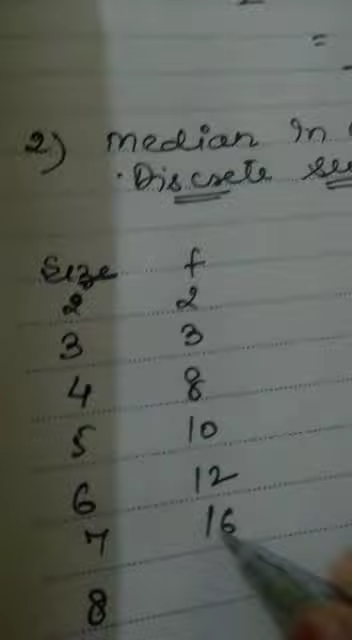 =
2) Median in
Discrete
Size f
2 2
3 3
4 8
5 10
6 12
7 16
8